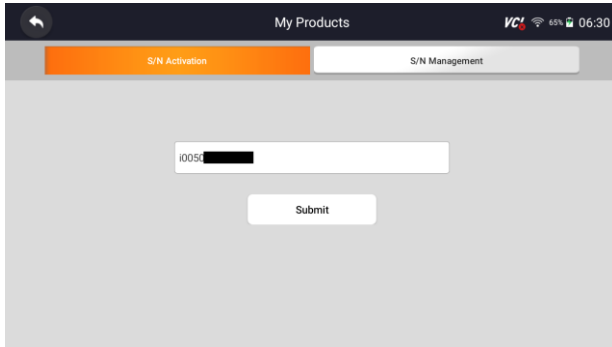 My Products
VCI 65% 06:30
S/N Activation
S/N Management
i0050
Submit